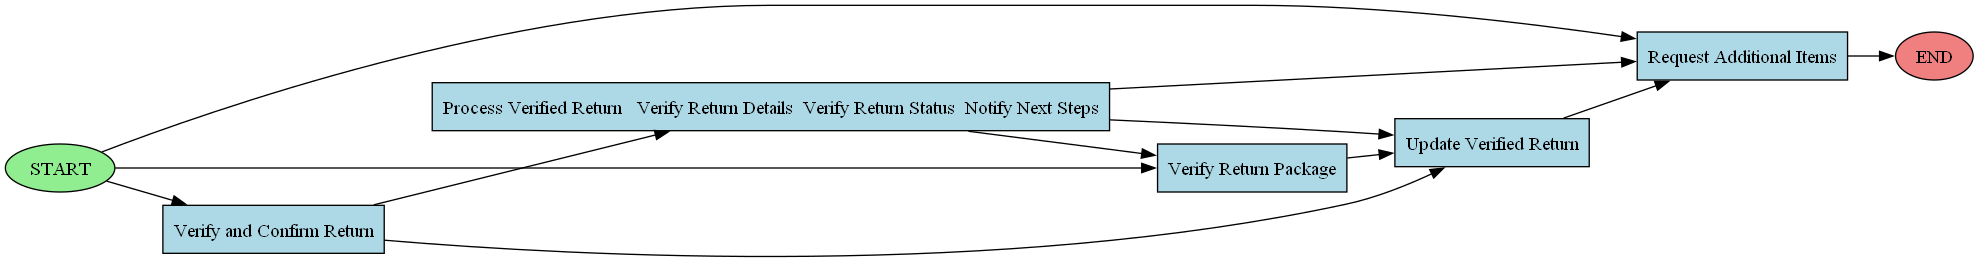 START
Verify and Confirm Return
Process Verified Return   Verify Return Details  Verify Return Status  Notify Next Steps
Verify Return Package
Update Verified Return
Request Additional Items
END